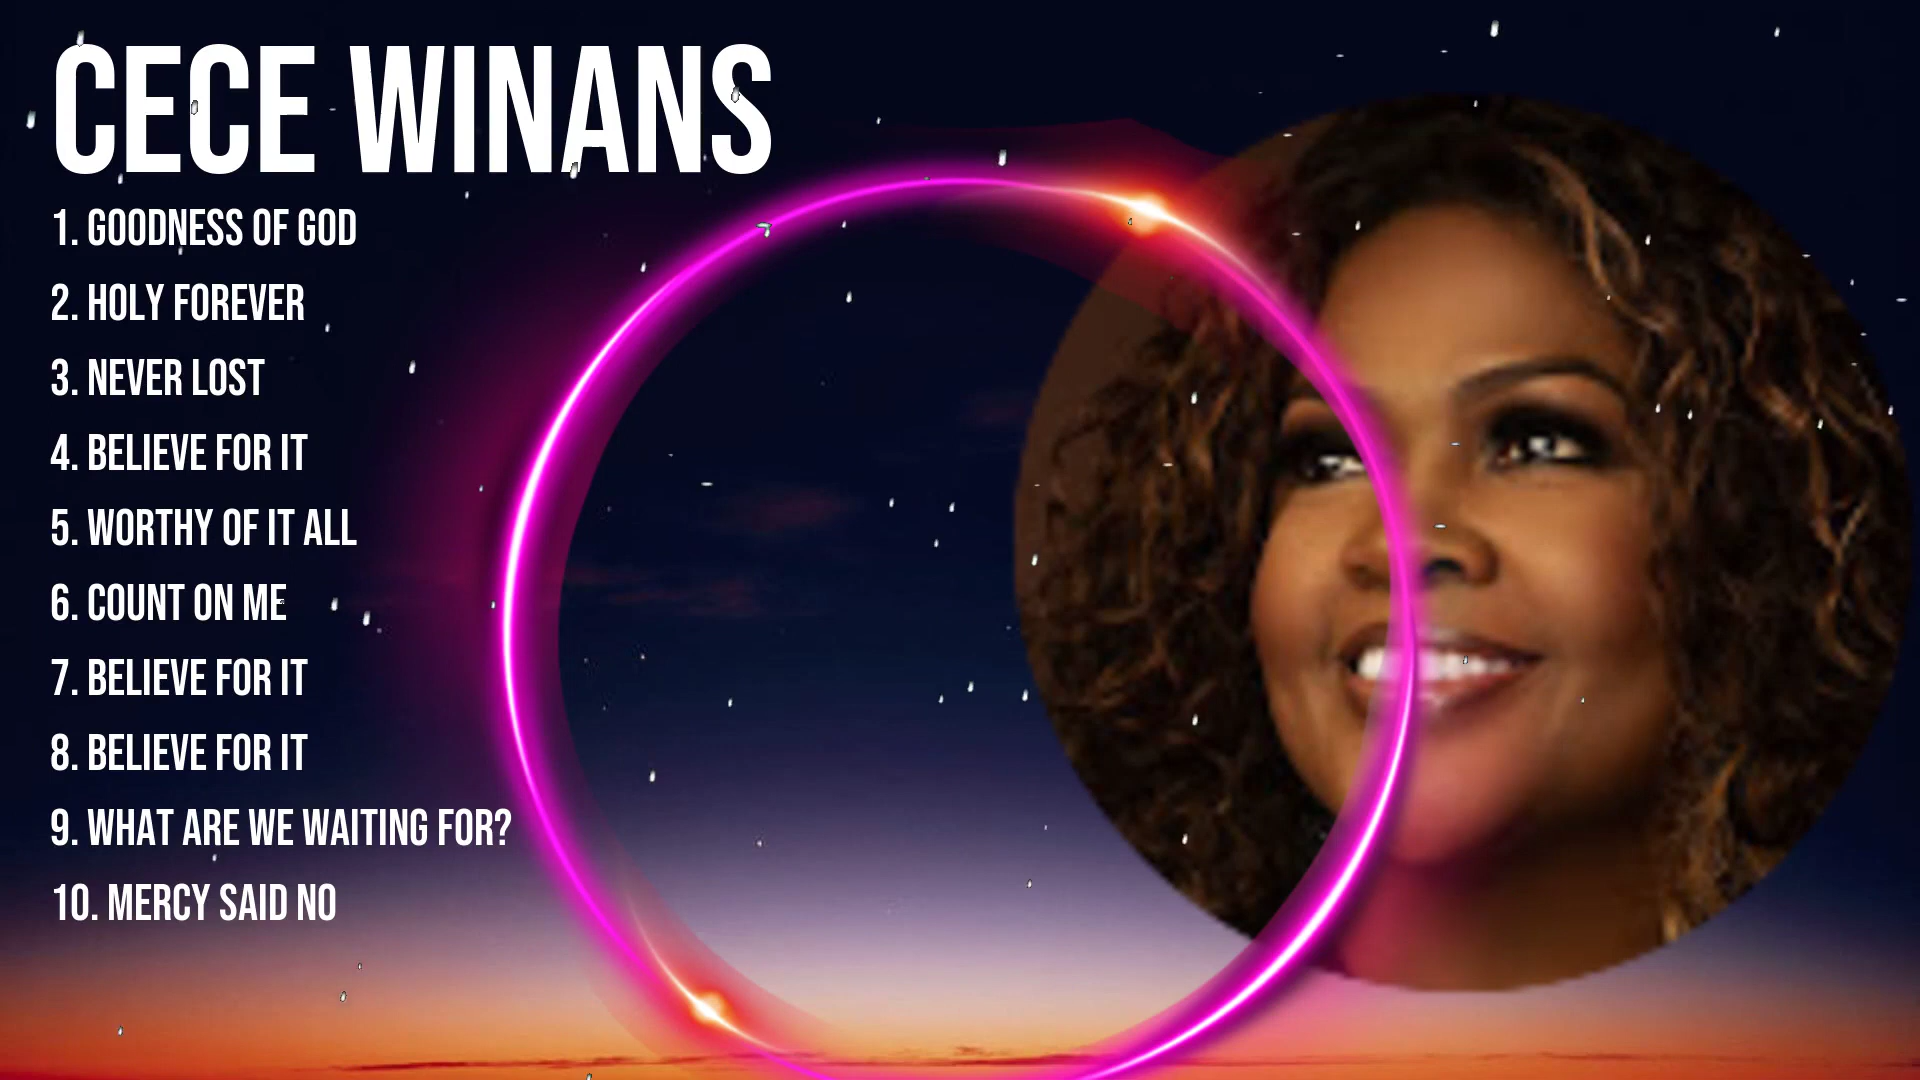 CECE WINANS
1. GOODNESS OF GOD
2. HOLY FOREVER
3. NEVER LOST
4. BELIEVE FOR IT
5. WORTHY OF IT ALL
6. COUNT ON ME
7. BELIEVE FOR IT
8. BELIEVE FOR IT
9. WHAT ARE WE WAITING FOR?
10. MERCY SAID NO